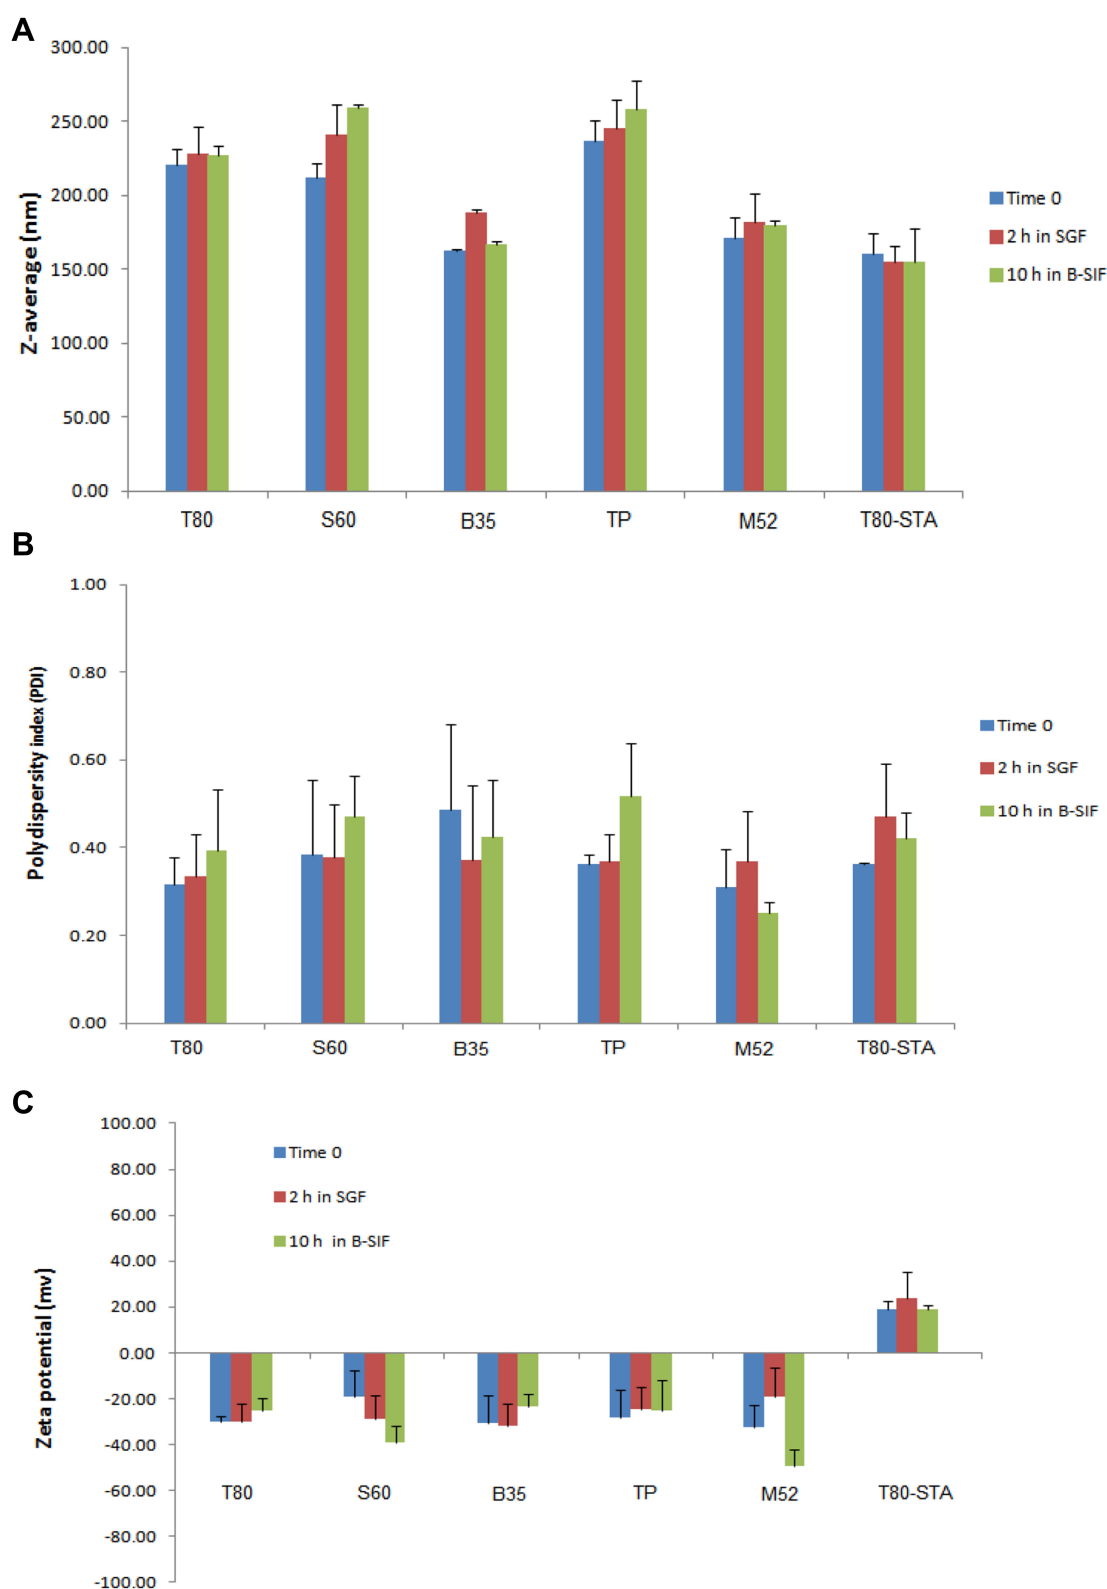 A
300.00
250.00
200.00
150.00
100.00
50.00
0.00
Z-average (nm)
T80 S60 B35 TP M52 T80-STA
Time 0
2 h in SGF
10 h in B-SIF
B
1.00
0.80
0.60
0.40
0.20
0.00
Polydispersity index (PDI)
T80 S60 B35 TP M52 T80-STA
Time 0
2 h in SGF
10 h in B-SIF
C
100.00
80.00
60.00
40.00
20.00
0.00
-20.00
-40.00
-60.00
-80.00
-100.00
Zeta potential (mv)
Time 0
2 h in SGF
10 h in B-SIF
T80 S60 B35 TP M52 T80-STA